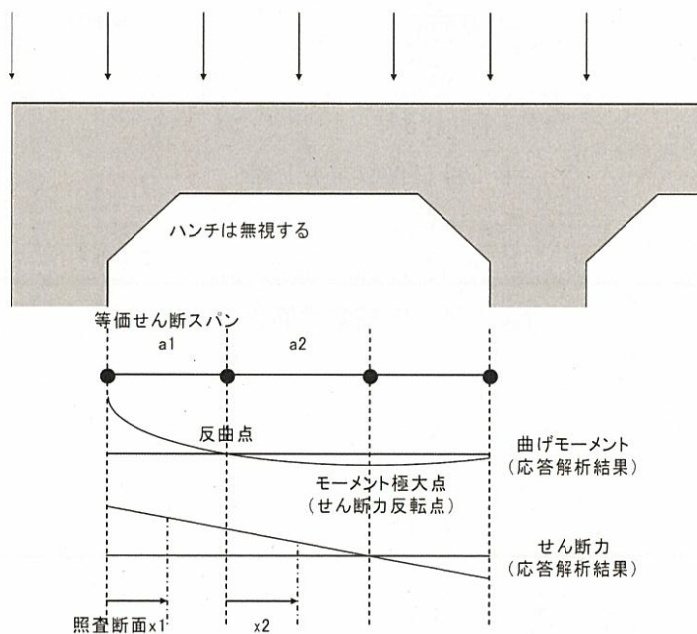 ハンチは無視する
等価せん断スパン
a1
a2
反曲点
曲げモーメント
(応答解析結果)
モーメント極大点
(せん断力反転点)
せん断力
(応答解析結果)
照査断面x1
x2